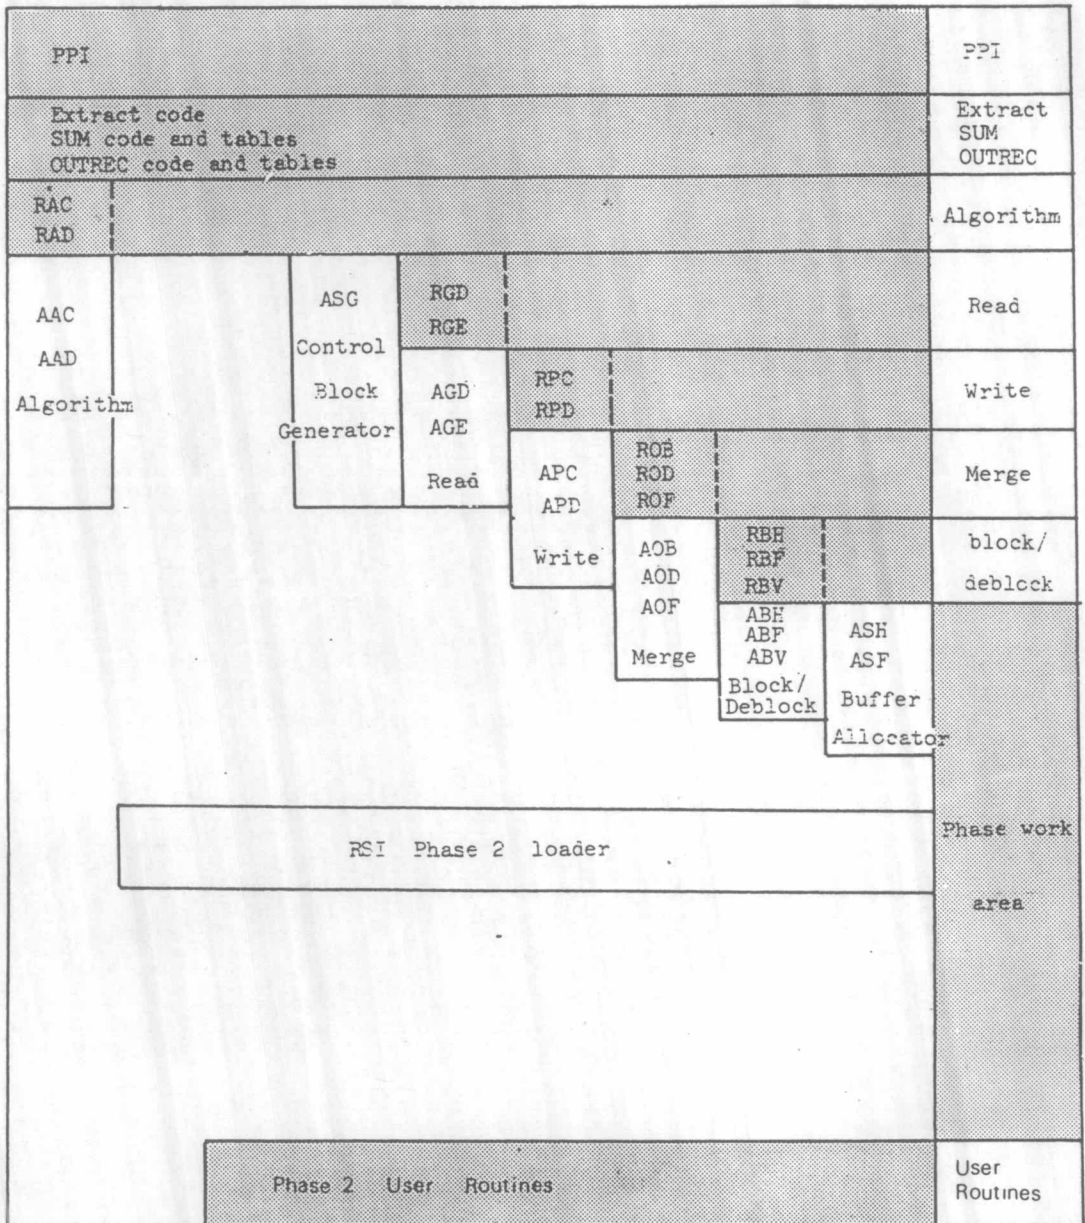 PPI
PPI
Extract code
SUM code and tables
OUTREC code and tables
Extract
SUM
OUTREC
RAC
RAD
Algorithm
AAC
AAD
Algorithm
ASG
Control
Block
Generator
RGD
RGE
Read
AGD
AGE
Read
RPC
RPD
Write
APC
APD
Write
ROB
ROD
ROF
Merge
AOB
AOD
AOF
Merge
RBH
RBF
RBV
block/
deblock
ABH
ABF
ABV
Block/
Deblock
ASH
ASF
Buffer
Allocator
RSI Phase 2 loader
Phase work
area
Phase 2 User Routines
User
Routines